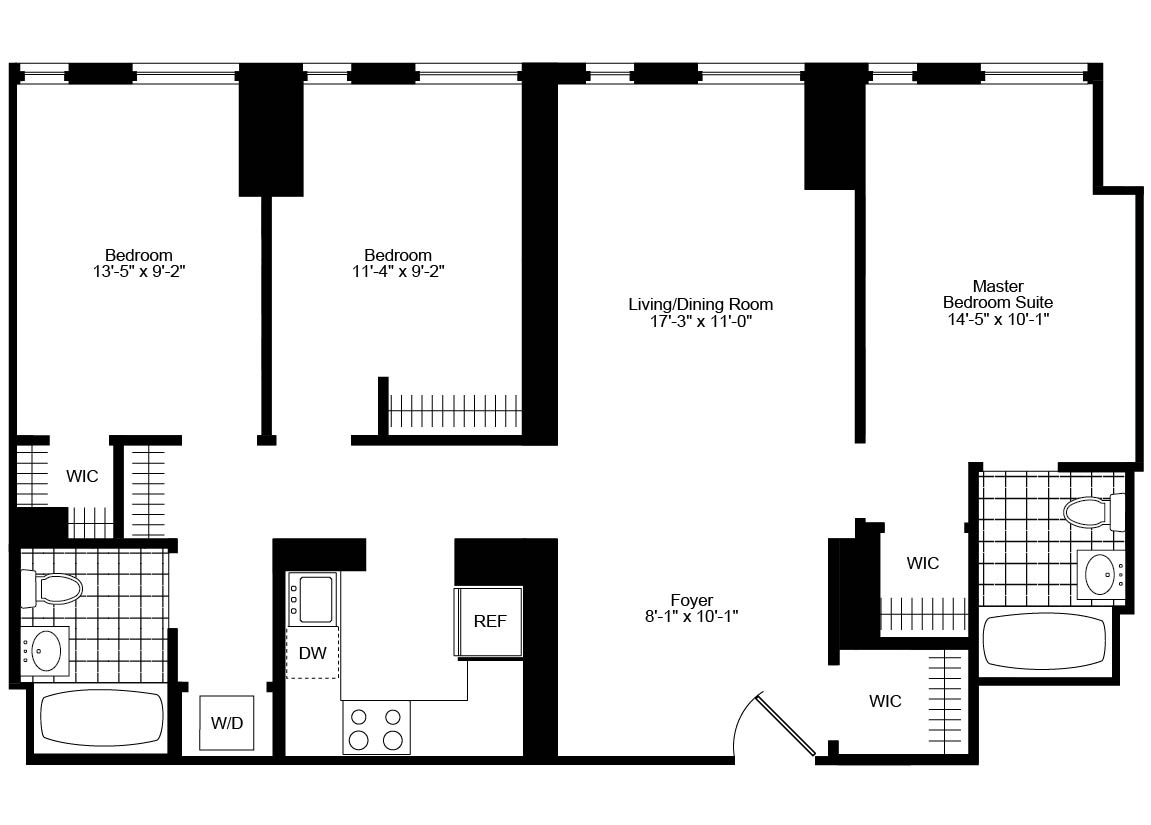 Bedroom
13'-5" x 9'-2"
Bedroom
11'-4" x 9'-2"
Living/Dining Room
17'-3" x 11'-0"
Master
Bedroom Suite
14'-5" x 10'-1"
WIC
WIC
Foyer
8'-1" x 10'-1"
REF
DW
WIC
W/D